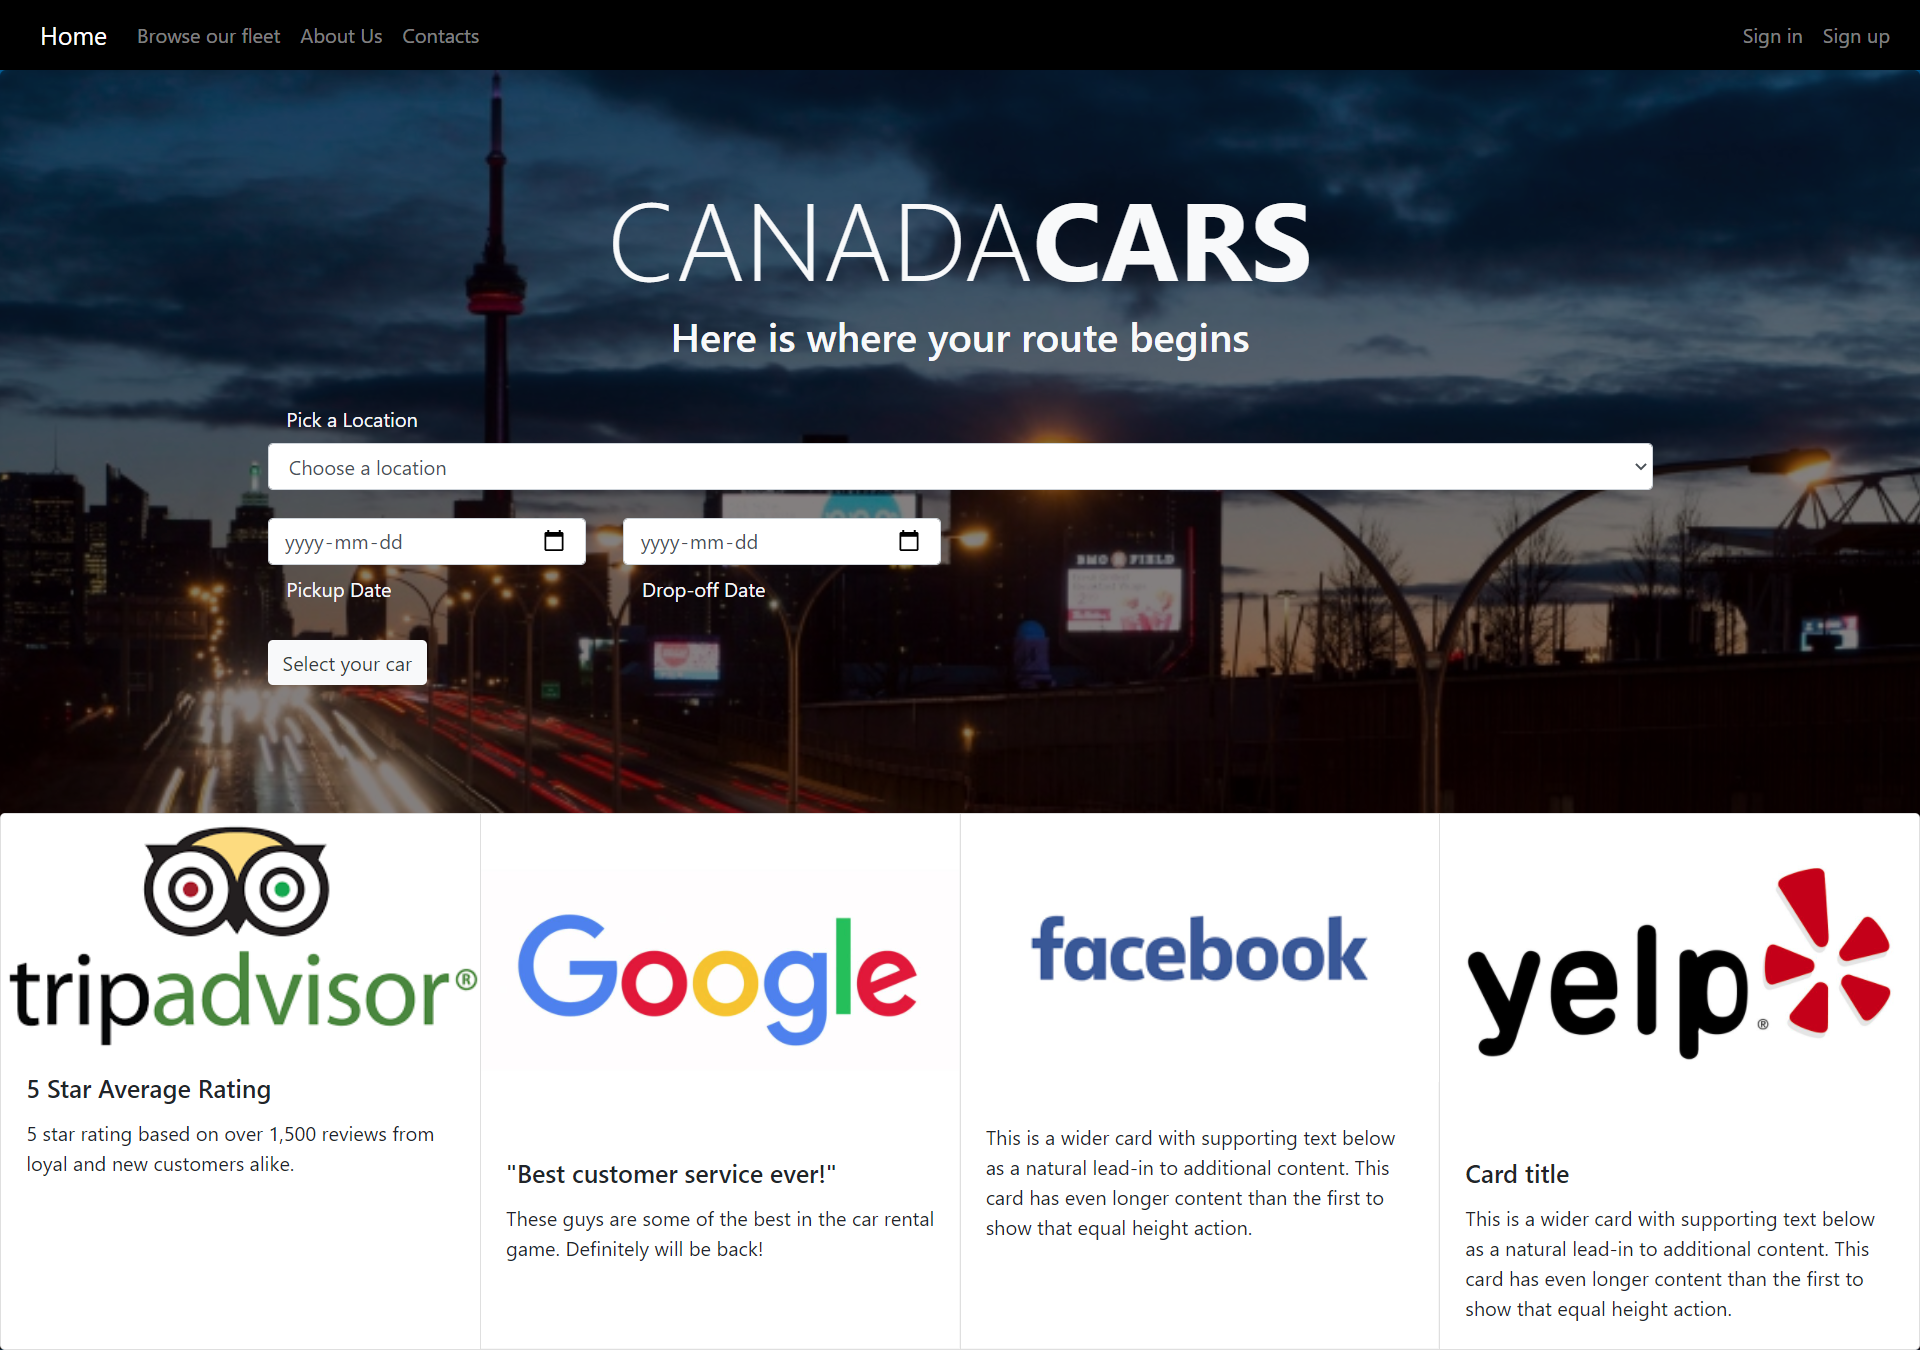 Home Browse our fleet About Us Contacts Sign in Sign up
CANADACARS
Here is where your route begins
Pick a Location
Choose a location
yyyy-mm-dd yyyy-mm-dd
Pickup Date Drop-off Date
BMO FIELD
Select your car
tripadvisor®
5 Star Average Rating
5 star rating based on over 1,500 reviews from
loyal and new customers alike.
Google
"Best customer service ever!"
These guys are some of the best in the car rental
game. Definitely will be back!
facebook
This is a wider card with supporting text below
as a natural lead-in to additional content. This
card has even longer content than the first to
show that equal height action.
yelp®
Card title
This is a wider card with supporting text below
as a natural lead-in to additional content. This
card has even longer content than the first to
show that equal height action.